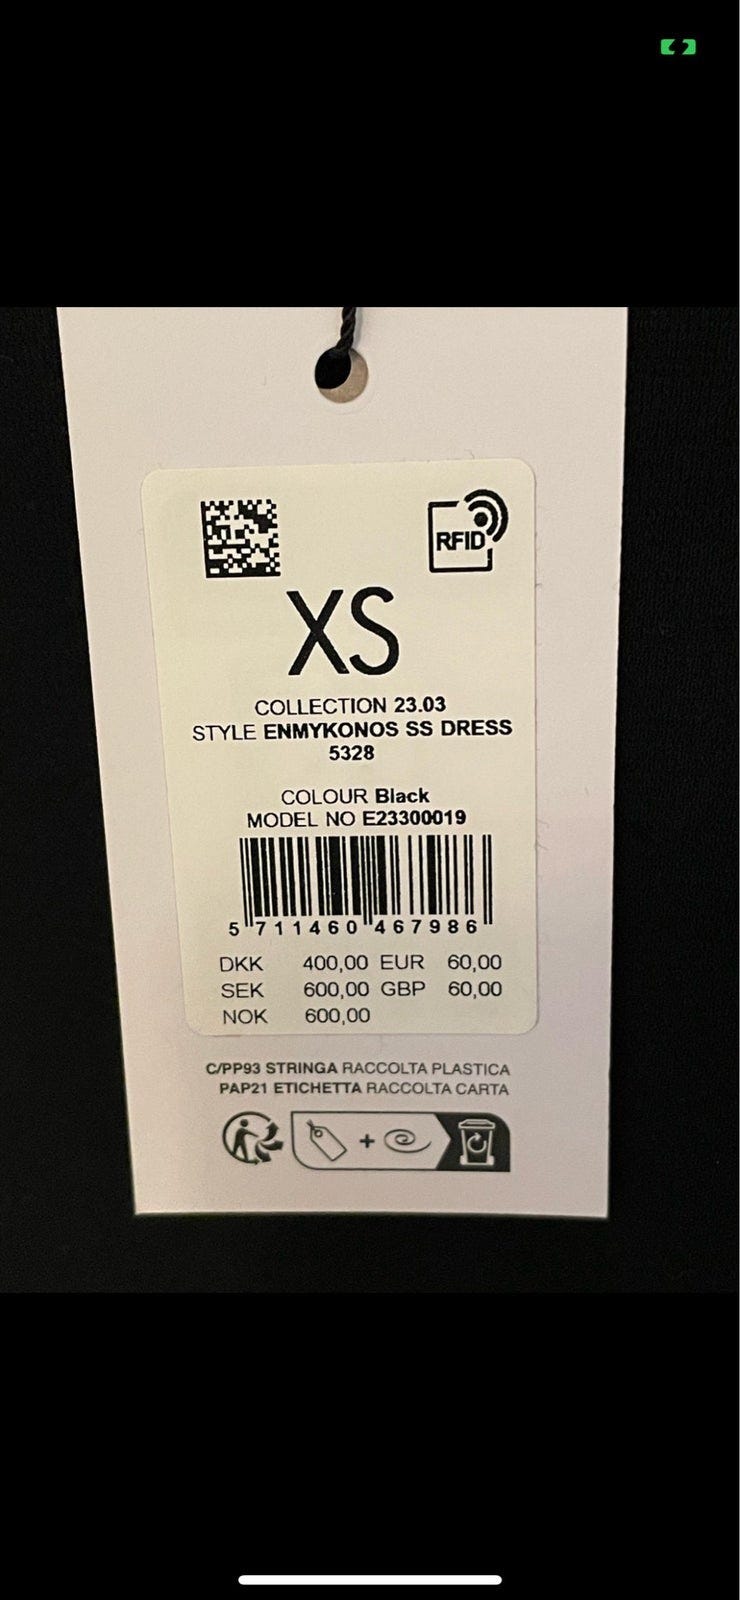 RFID
XS
COLLECTION 23.03
STYLE ENMYKONOS SS DRESS
5328
COLOUR Black
MODEL NO E23300019
5 711460 467986
DKK 400,00 EUR 60,00
SEK 600,00 GBP 60,00
NOK 600,00
C/PP93 STRINGA RACCOLTA PLASTICA
PAP21 ETICHETTA RACCOLTA CARTA